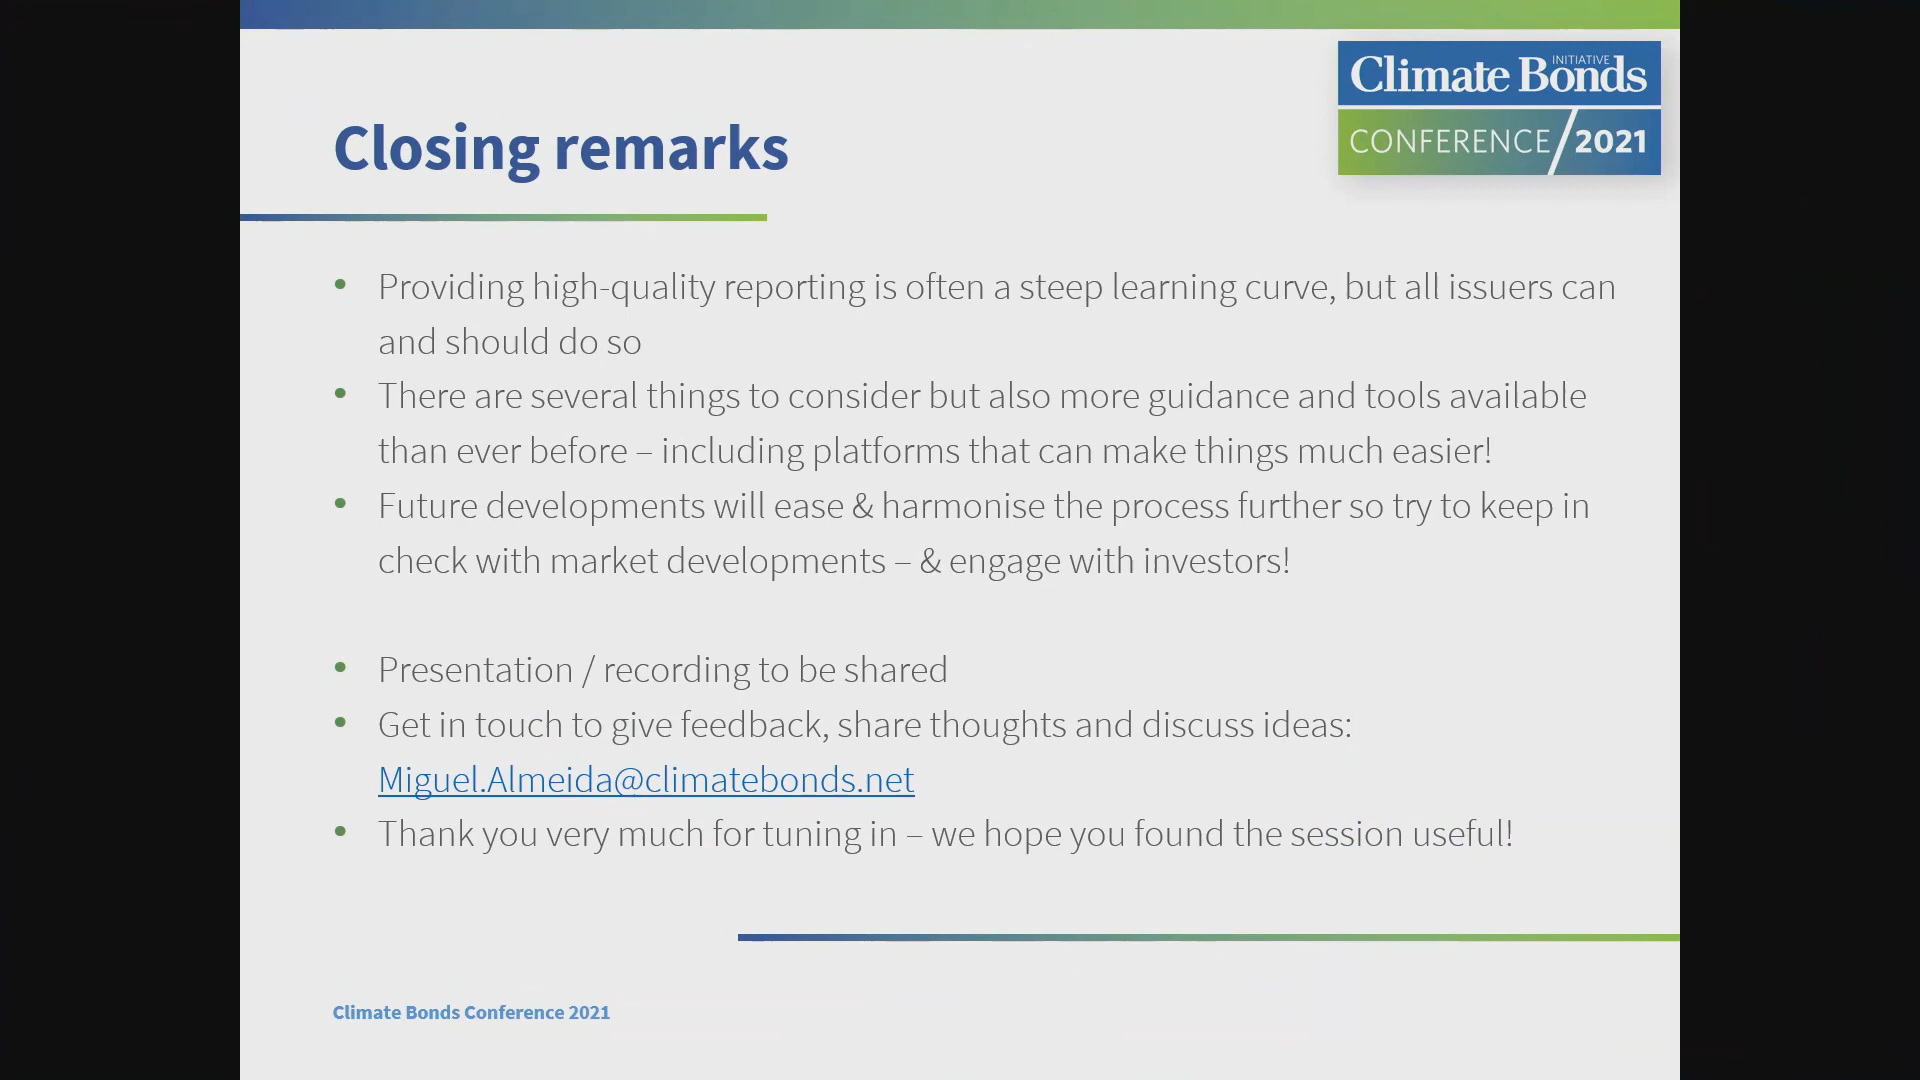 Climate Bonds
INITIATIVE
CONFERENCE/2021
Closing remarks
• Providing high-quality reporting is often a steep learning curve, but all issuers can
and should do so
• There are several things to consider but also more guidance and tools available
than ever before – including platforms that can make things much easier!
• Future developments will ease & harmonise the process further so try to keep in
check with market developments – & engage with investors!
• Presentation / recording to be shared
• Get in touch to give feedback, share thoughts and discuss ideas:
Miguel.Almeida@climatebonds.net
• Thank you very much for tuning in – we hope you found the session useful!
Climate Bonds Conference 2021